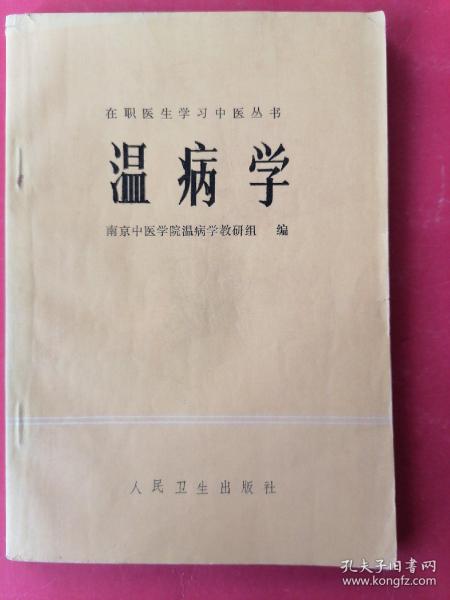 在职医生学习中医丛书
温病学
南京中医学院温病学教研组 编
人民卫生出版社
孔夫子旧书网
www.kongfz.com